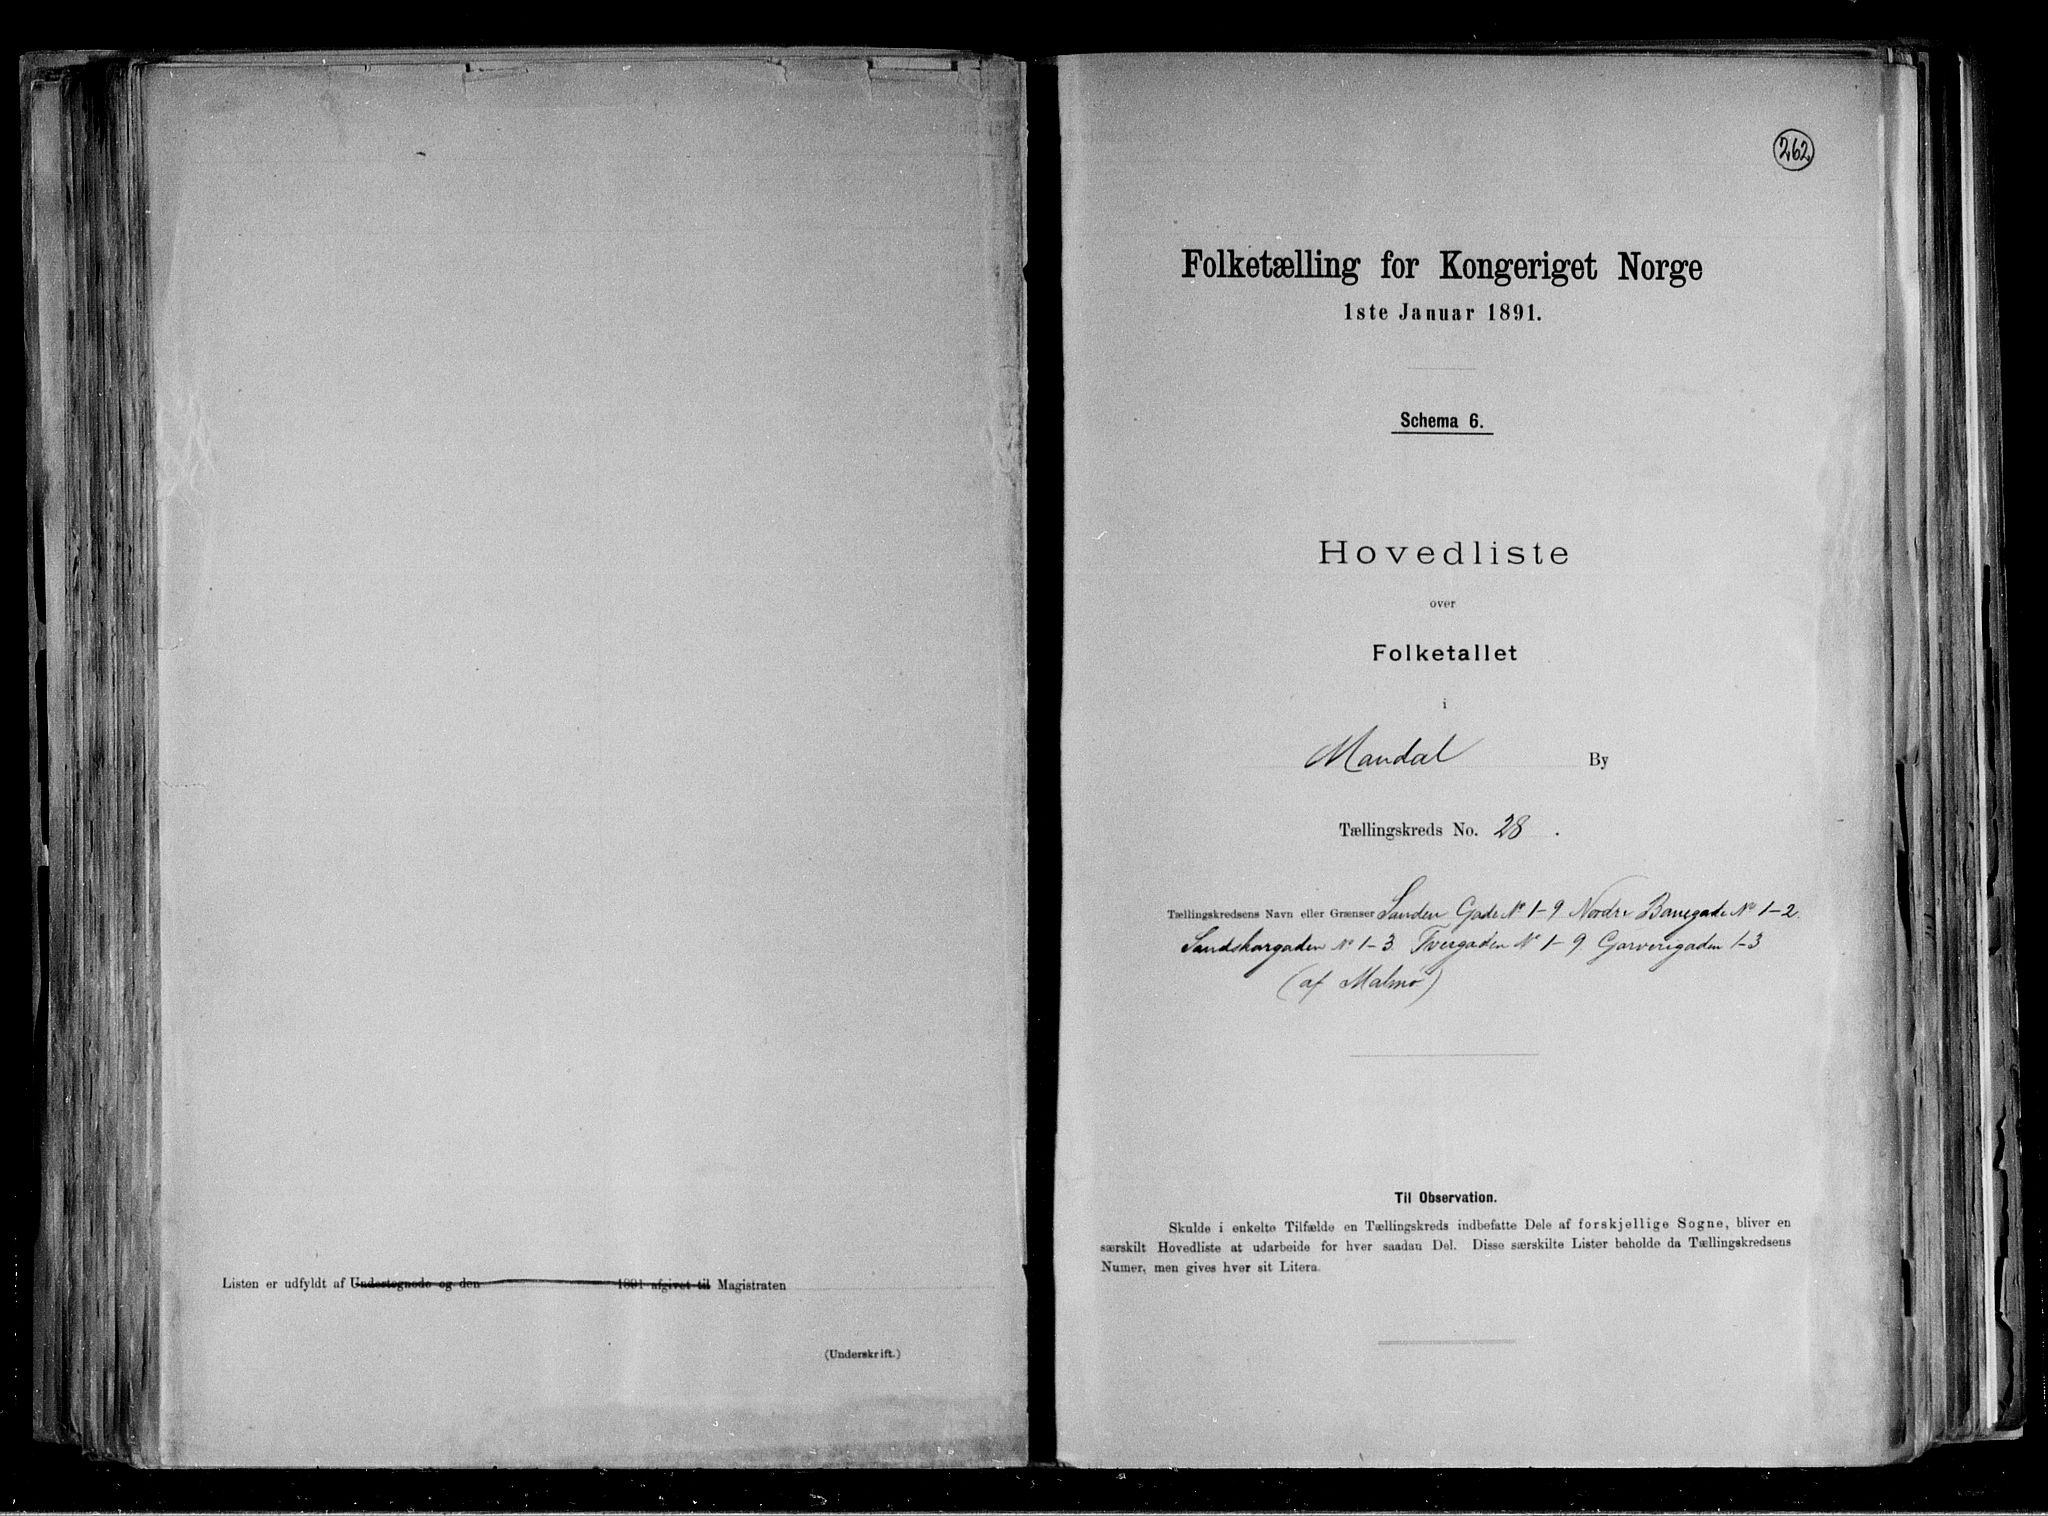 Listen er udfyldt af Undertegnede og den 1891 afgivet til Magistraten
(Underskrift.)
262
Folketælling for Kongeriget Norge
1ste Januar 1891.
Schema 6.
Hovedliste
over
Folketallet
i
Mandal By
Tællingskreds No. 28 .
Tællingskredsens Navn eller Grænser Sanden Gade No 1-9 Nordre Banegade No 1-2.
Sandskargaden No 1-3. Tvergaden No 1-9 Garverigaden 1-3
(af Malmø)
Til Observation.
Skulde i enkelte Tilfælde en Tællingskreds indbefatte Dele af forskjellige Sogne, bliver en
særskilt Hovedliste at udarbeide for hver saadan Del. Disse særskilte Lister beholde da Tællingskredsens
Numer, men gives hver sit Litera.